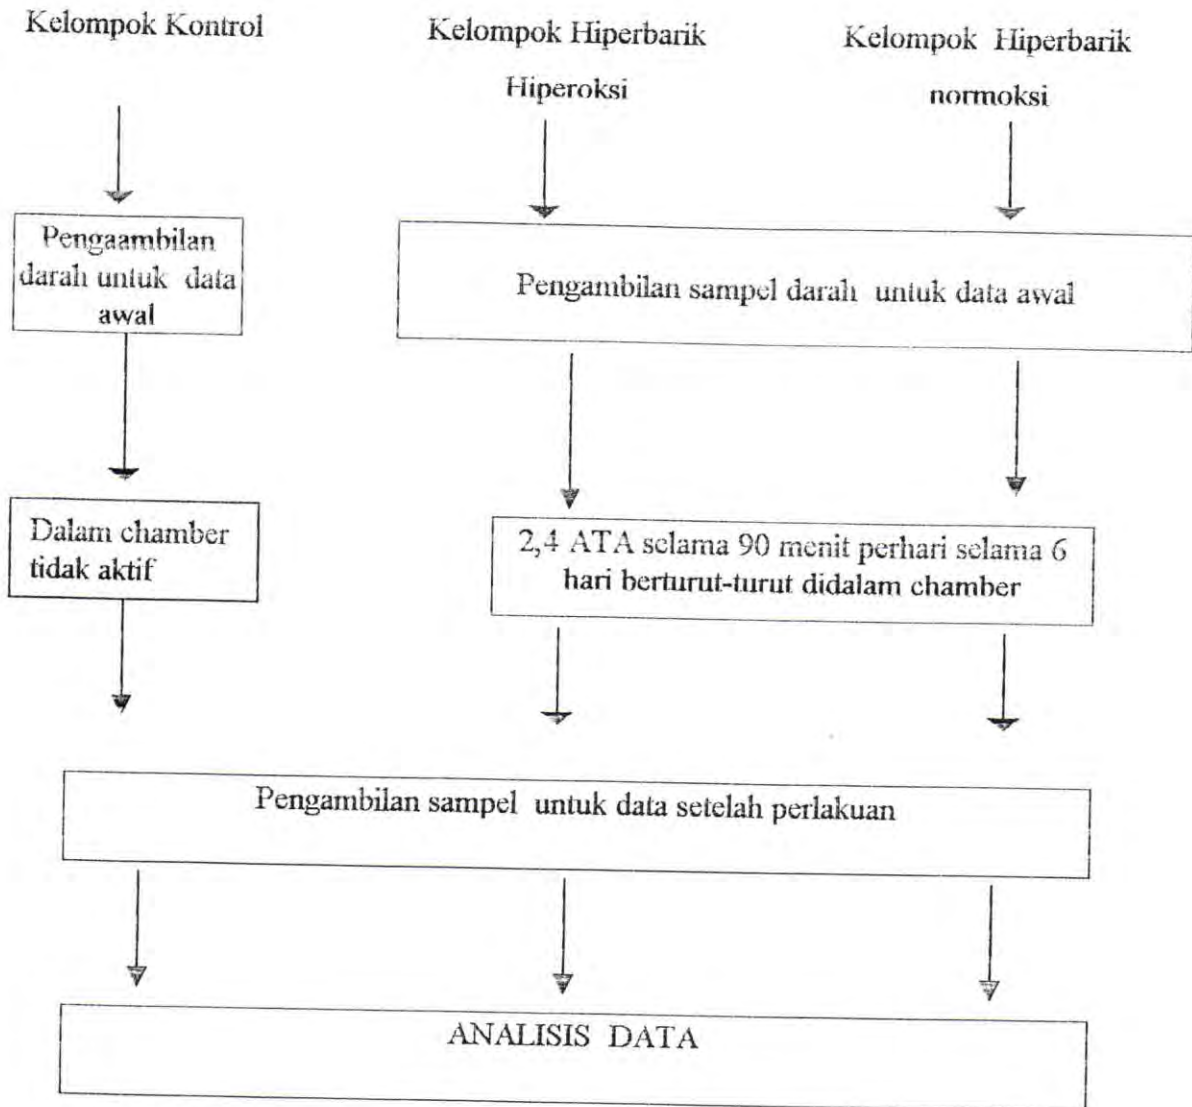 Kelompok Kontrol
Kelompok Hiperbarik
Hiperoksi
Kelompok Hiperbarik
normoksi
Pengaambilan
darah untuk data
awal
Pengambilan sampel darah untuk data awal
Dalam chamber
tidak aktif
2,4 ATA selama 90 menit perhari selama 6
hari berturut-turut didalam chamber
Pengambilan sampel untuk data setelah perlakuan
ANALISIS DATA